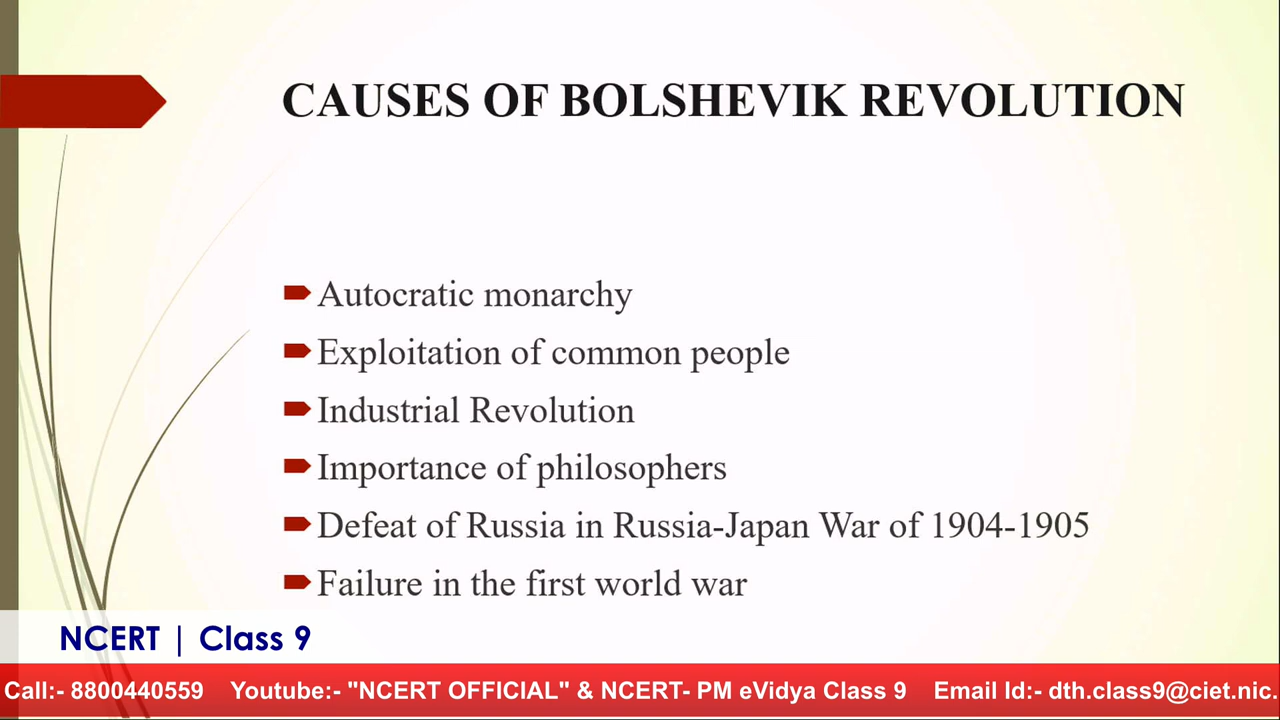 CAUSES OF BOLSHEVIK REVOLUTION
Autocratic monarchy
Exploitation of common people
Industrial Revolution
Importance of philosophers
Defeat of Russia in Russia-Japan War of 1904-1905
Failure in the first world war
NCERT | Class 9
Call:- 8800440559 Youtube:- "NCERT OFFICIAL" & NCERT- PM eVidya Class 9 Email Id:- dth.class9@ciet.nic.